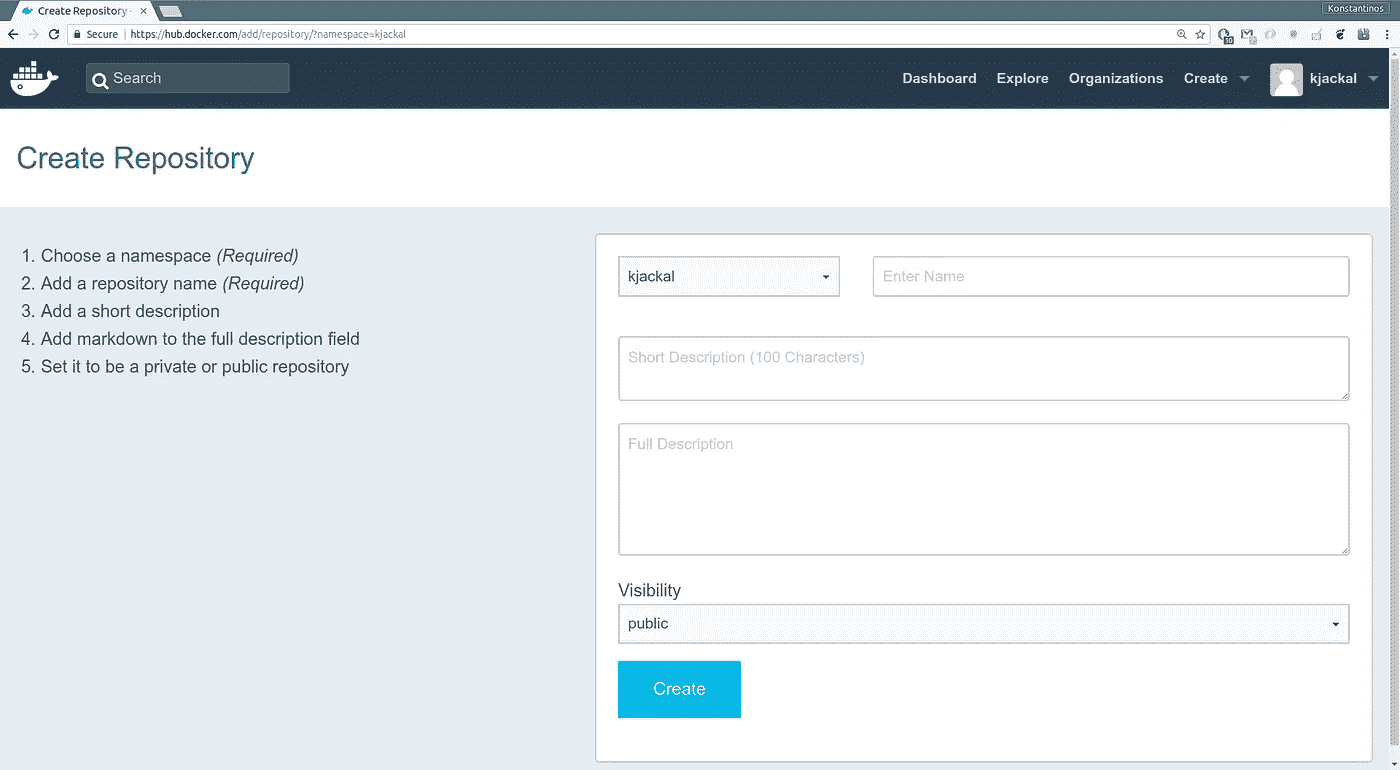 Create Repository -
Konstantinos
Secure
https://hub.docker.com/add/repository/?namespace=kjackal
10
Search
Dashboard
Explore
Organizations
Create
kjackal
Create Repository
1. Choose a namespace (Required)
2. Add a repository name (Required)
3. Add a short description
4. Add markdown to the full description field
5. Set it to be a private or public repository
kjackal
Enter Name
Short Description (100 Characters)
Full Description
Visibility
public
Create